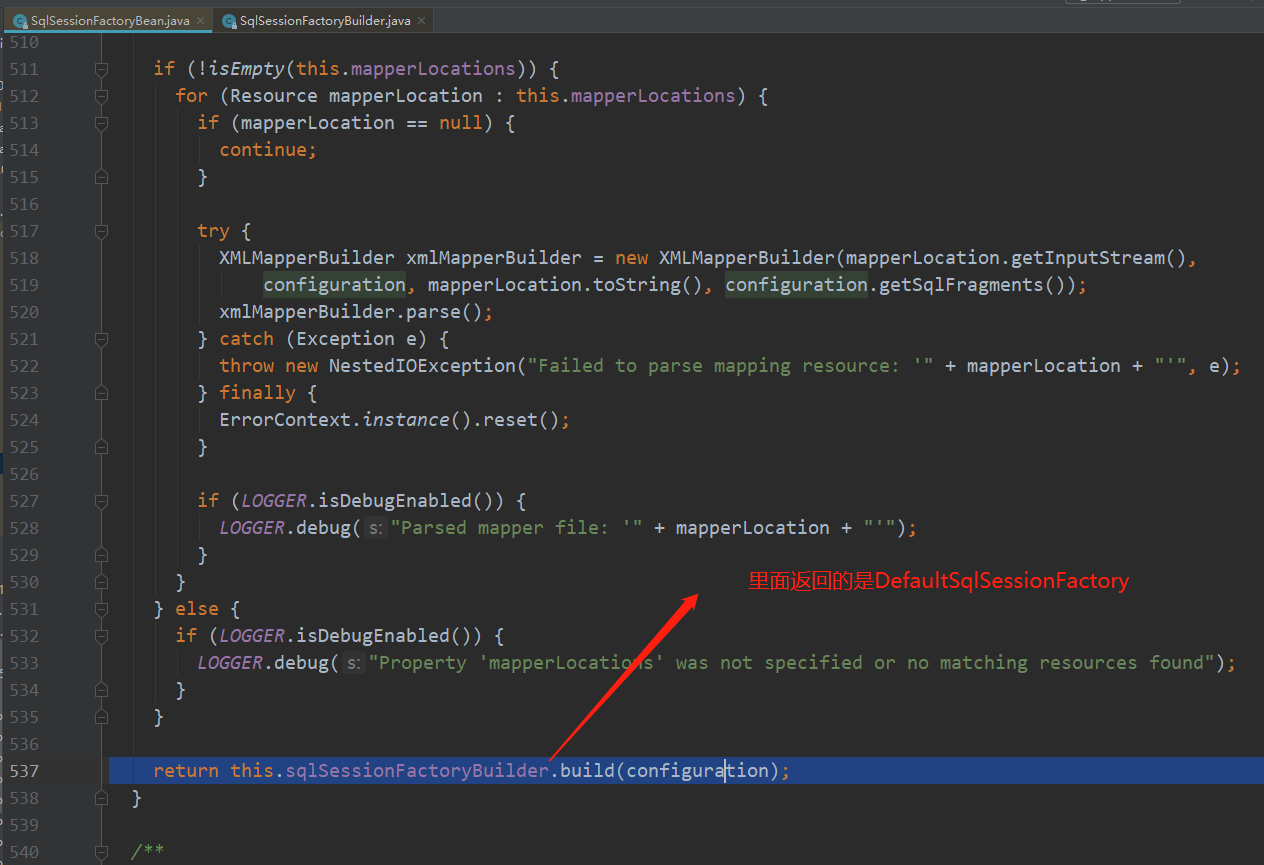 SqlSessionFactoryBean.java × SqlSessionFactoryBuilder.java ×
510
511 if (!isEmpty(this.mapperLocations)) {
512 for (Resource mapperLocation : this.mapperLocations) {
513 if (mapperLocation == null) {
514 continue;
515 }
516
517 try {
518 XMLMapperBuilder xmlMapperBuilder = new XMLMapperBuilder(mapperLocation.getInputStream(),
519 configuration, mapperLocation.toString(), configuration.getSqlFragments());
520 xmlMapperBuilder.parse();
521 } catch (Exception e) {
522 throw new NestedIOException("Failed to parse mapping resource: '" + mapperLocation + "'", e);
523 } finally {
524 ErrorContext.instance().reset();
525 }
526
527 if (LOGGER.isDebugEnabled()) {
528 LOGGER.debug( s: "Parsed mapper file: '" + mapperLocation + "'");
529 }
530 }
里面返回的是DefaultSqlSessionFactory
531 } else {
532 if (LOGGER.isDebugEnabled()) {
533 LOGGER.debug( s: "Property 'mapperLocations' was not specified or no matching resources found");
534 }
535 }
536
537 return this.sqlSessionFactoryBuilder.build(configuration);
538 }
539
540 /**